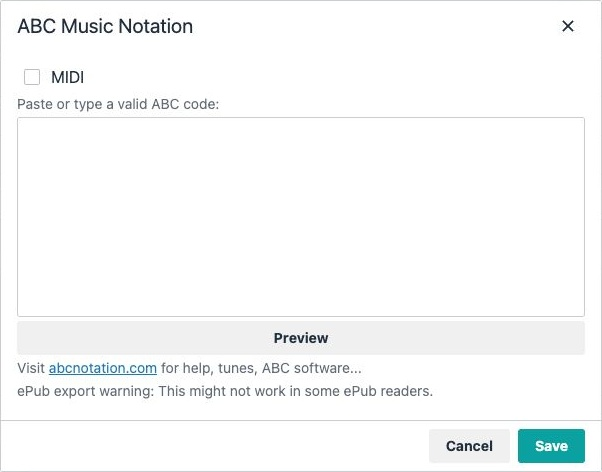 ABC Music Notation
MIDI
Paste or type a valid ABC code:
Preview
Visit abcnotation.com for help, tunes, ABC software...
ePub export warning: This might not work in some ePub readers.
Cancel Save